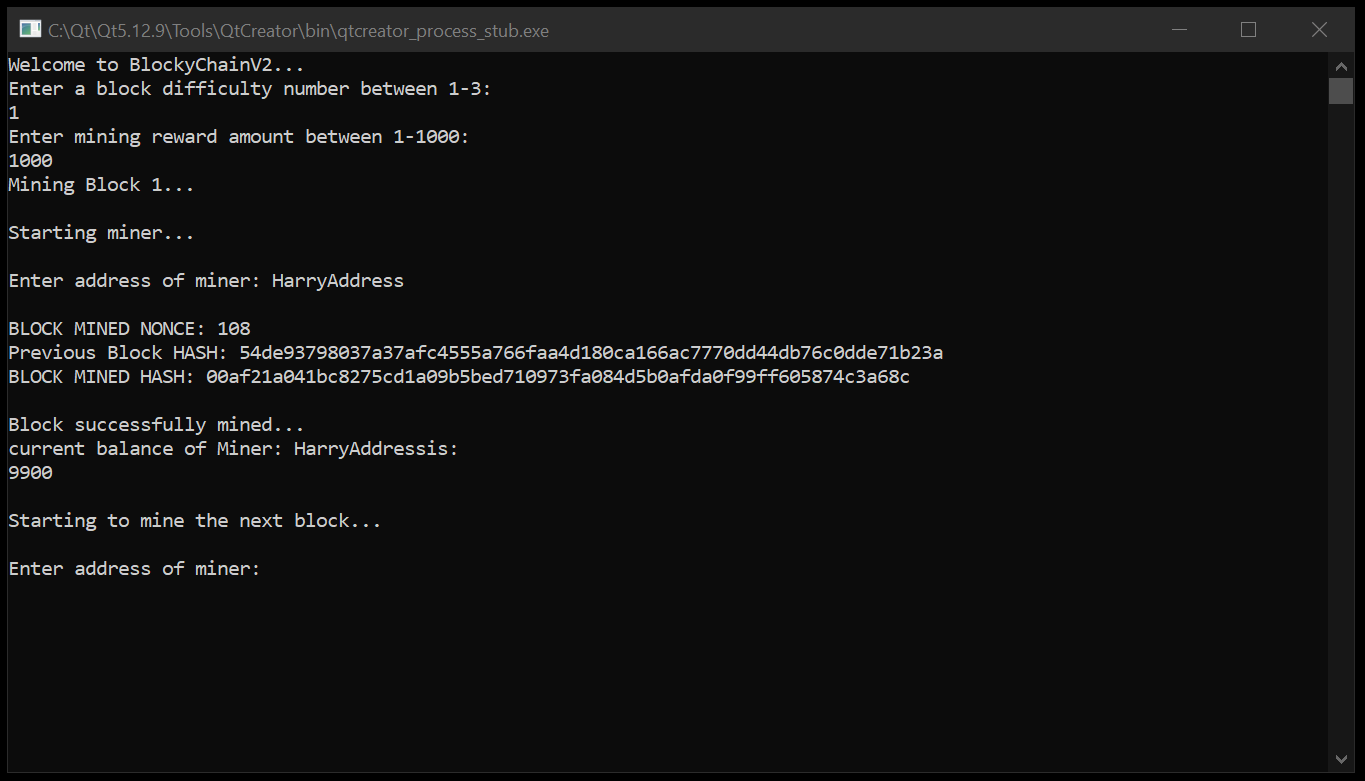 C:\Qt\Qt5.12.9\Tools\QtCreator\bin\qtcreator_process_stub.exe
Welcome to BlockyChainV2...
Enter a block difficulty number between 1-3:
1
Enter mining reward amount between 1-1000:
1000
Mining Block 1...
Starting miner...
Enter address of miner: HarryAddress
BLOCK MINED NONCE: 108
Previous Block HASH: 54de93798037a37afc4555a766faa4d180ca166ac7770dd44db76c0dde71b23a
BLOCK MINED HASH: 00af21a041bc8275cd1a09b5bed710973fa084d5b0afda0f99ff605874c3a68c
Block successfully mined...
current balance of Miner: HarryAddressis:
9900
Starting to mine the next block...
Enter address of miner: